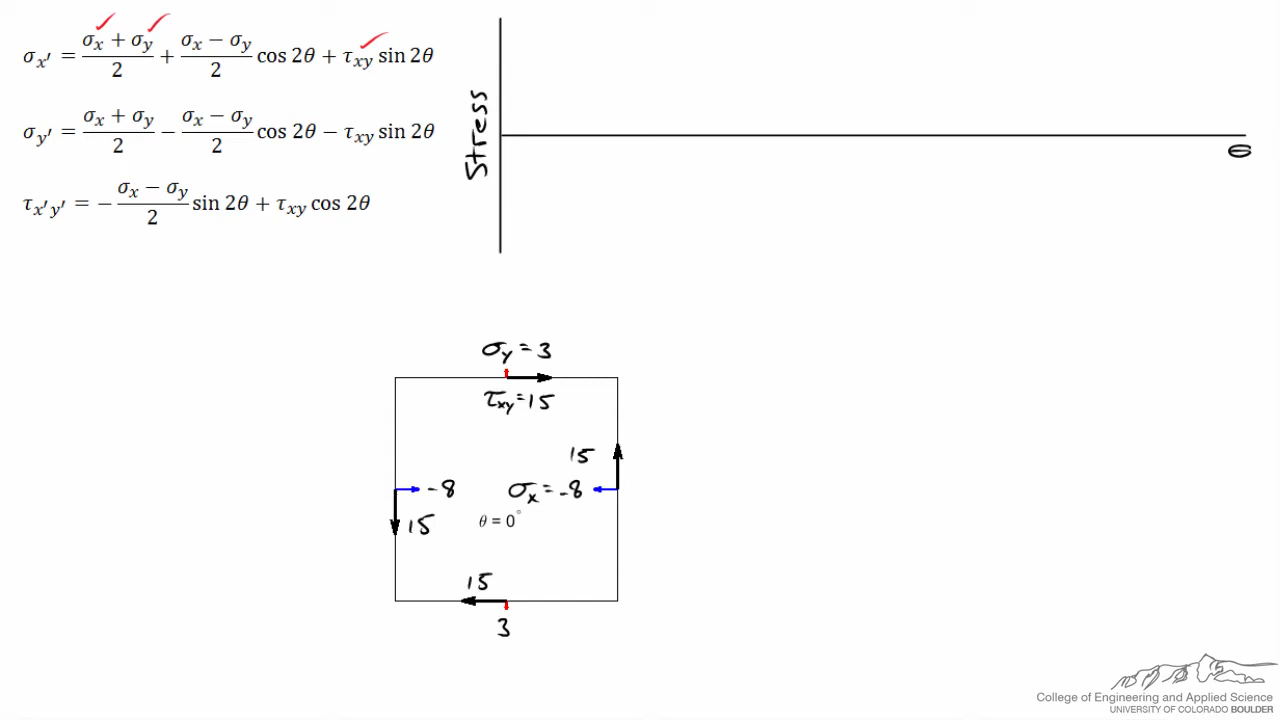 σx′ = (σx + σy)/2 + (σx − σy)/2 cos 2θ + τxy sin 2θ
σy′ = (σx + σy)/2 − (σx − σy)/2 cos 2θ − τxy sin 2θ
τx′y′ = − (σx − σy)/2 sin 2θ + τxy cos 2θ
Stress
θ
σy = 3
τxy = 15
15
-8
σx = -8
15
θ = 0°
15
3
College of Engineering and Applied Science
UNIVERSITY OF COLORADO BOULDER